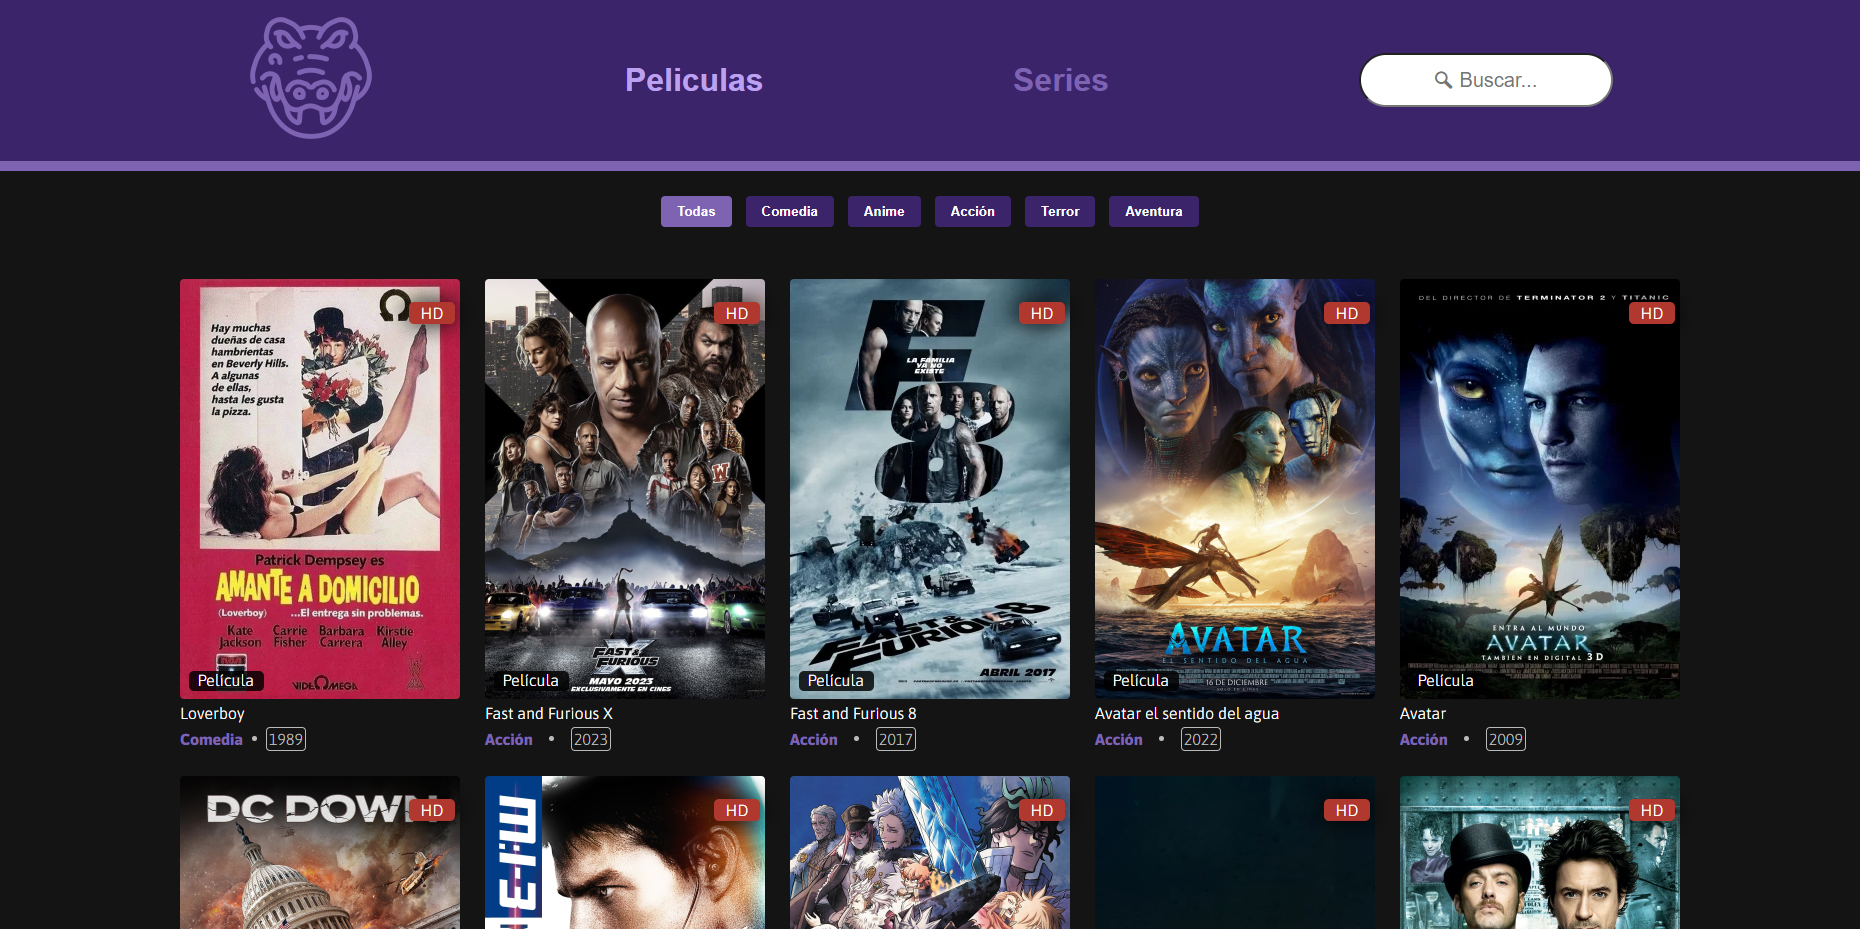 Peliculas
Series
🔍 Buscar...
Todas
Comedia
Anime
Acción
Terror
Aventura
HD
Hay muchas
dueñas de casa
hambrientas
en Beverly Hills.
A algunas
de ellas,
hasta les gusta
la pizza.
Patrick Dempsey es
AMANTE A DOMICILIO
(Loverboy) ...El entrega sin problemas.
Kate Jackson
Carrie Fisher
Barbara Carrera
Kirstie Alley
VIDEOMEGA
Película
Loverboy
Comedia • 1989
HD
W
FAST & FURIOUS X
MAYO 2023
EXCLUSIVAMENTE EN CINES
Película
Fast and Furious X
Acción • 2023
HD
F
LA FAMILIA
YA NO
EXISTE
8
FAST &
FURIOUS 8
ABRIL 2017
Película
Fast and Furious 8
Acción • 2017
HD
AVATAR
EL SENTIDO DEL AGUA
16 DE DICIEMBRE
Película
Avatar el sentido del agua
Acción • 2022
DEL DIRECTOR DE TERMINATOR 2 Y TITANIC
HD
ENTRA AL MUNDO
AVATAR
TAMBIÉN EN DIGITAL 3D
Película
Avatar
Acción • 2009
DC DOWN
HD
M:i:3
HD
HD
HD
HD